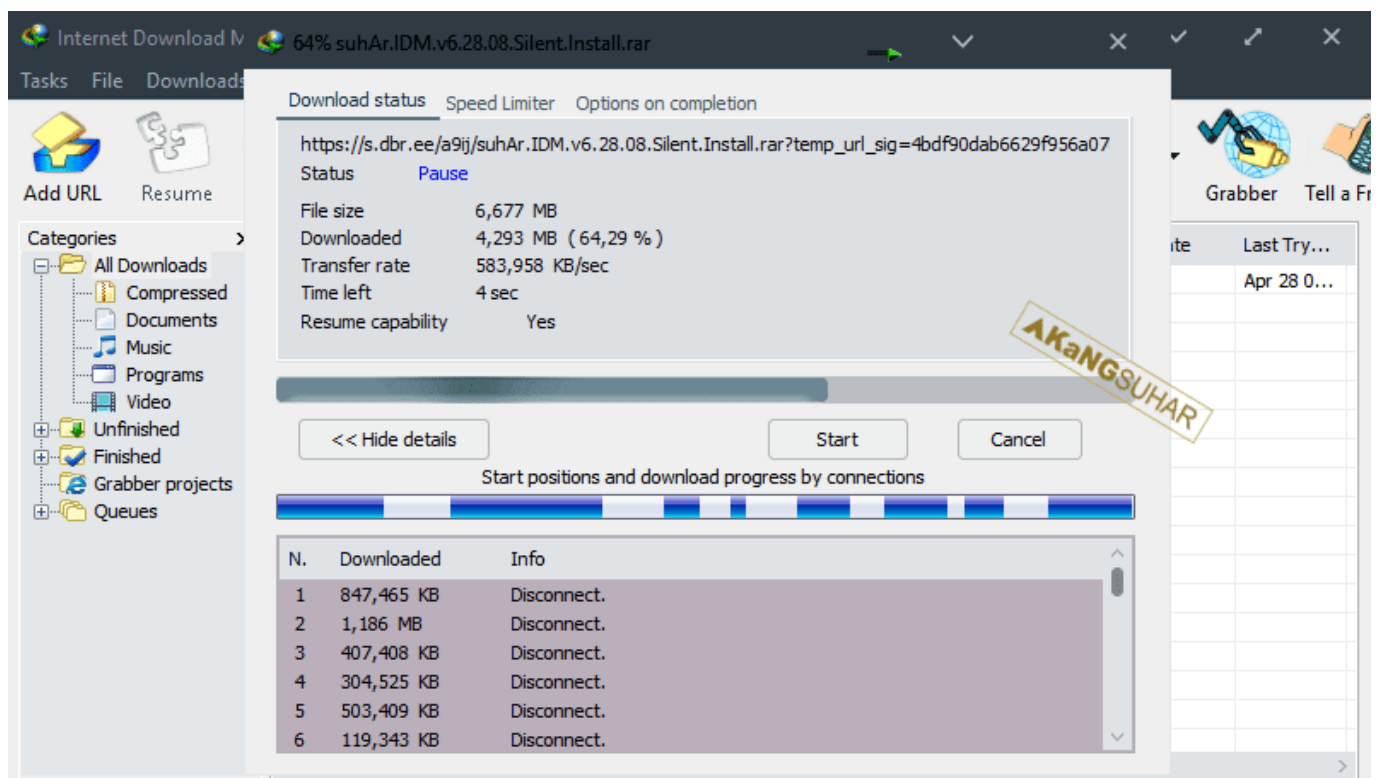 Internet Download M
64% suhAr.IDM.v6.28.08.Silent.Install.rar
Tasks File Downloads
Add URL
Resume
Grabber
Tell a Fr
Download status
Speed Limiter
Options on completion
https://s.dbr.ee/a9ij/suhAr.IDM.v6.28.08.Silent.Install.rar?temp_url_sig=4bdf90dab6629f956a07
Status Pause
File size 6,677 MB
Downloaded 4,293 MB ( 64,29 % )
Transfer rate 583,958 KB/sec
Time left 4 sec
Resume capability Yes
AKaNGSUHAR
Categories
All Downloads
Compressed
Documents
Music
Programs
Video
Unfinished
Finished
Grabber projects
Queues
Last Try...
Apr 28 0...
<< Hide details
Start
Cancel
Start positions and download progress by connections
N. Downloaded Info
1 847,465 KB Disconnect.
2 1,186 MB Disconnect.
3 407,408 KB Disconnect.
4 304,525 KB Disconnect.
5 503,409 KB Disconnect.
6 119,343 KB Disconnect.